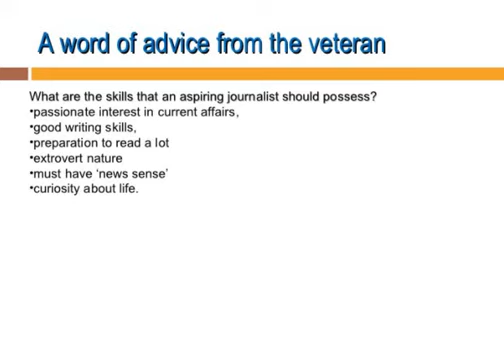 A word of advice from the veteran
What are the skills that an aspiring journalist should possess?
•passionate interest in current affairs,
•good writing skills,
•preparation to read a lot
•extrovert nature
•must have ‘news sense’
•curiosity about life.